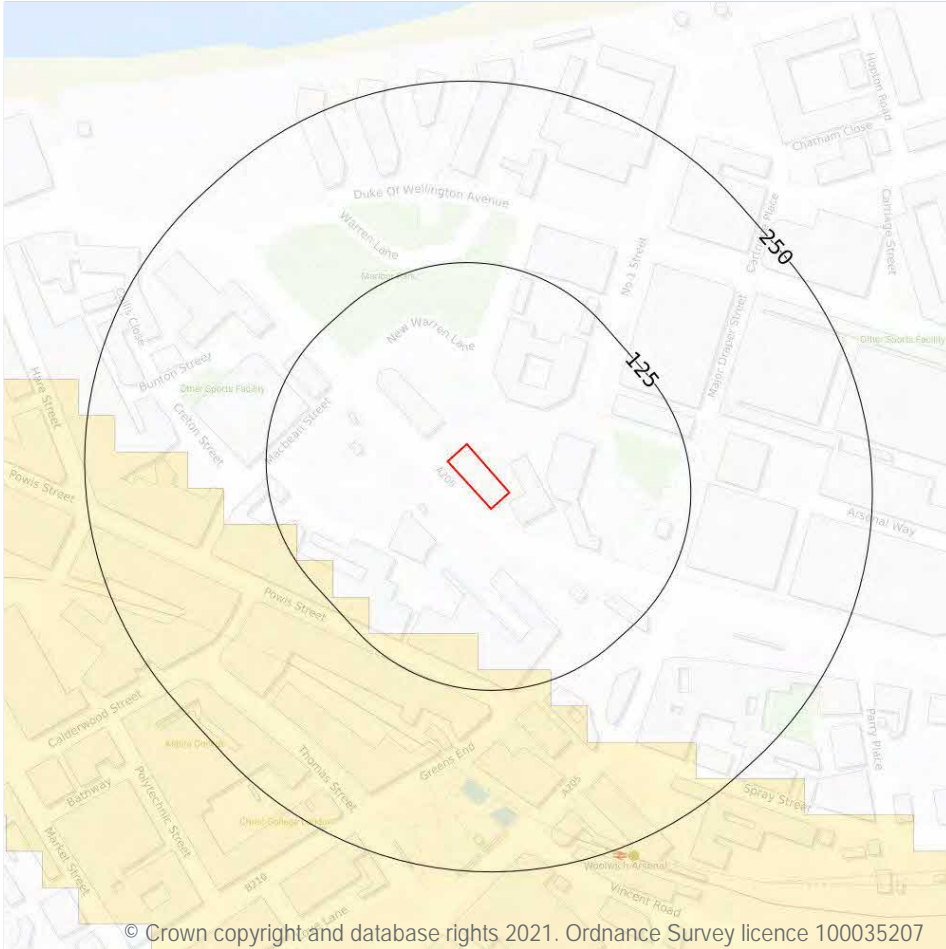 Hopton Road
Chatham Close
Carriage Street
Duke Of Wellington Avenue
Warren Lane
No 1 Street
250
New Warren Lane
125
Major Draper Street
Other Sports Facility
Bunton Street
Other Sports Facility
Hare Street
Creton Street
Macbean Street
Powis Street
Arsenal Way
Powis Street
Calderwood Street
Parry Place
Thomas Street
Greens End
A205
Bathway
Polytechnic Street
Spray Street
Market Street
Woolwich Arsenal
B210
Vincent Road
© Crown copyright and database rights 2021. Ordnance Survey licence 100035207